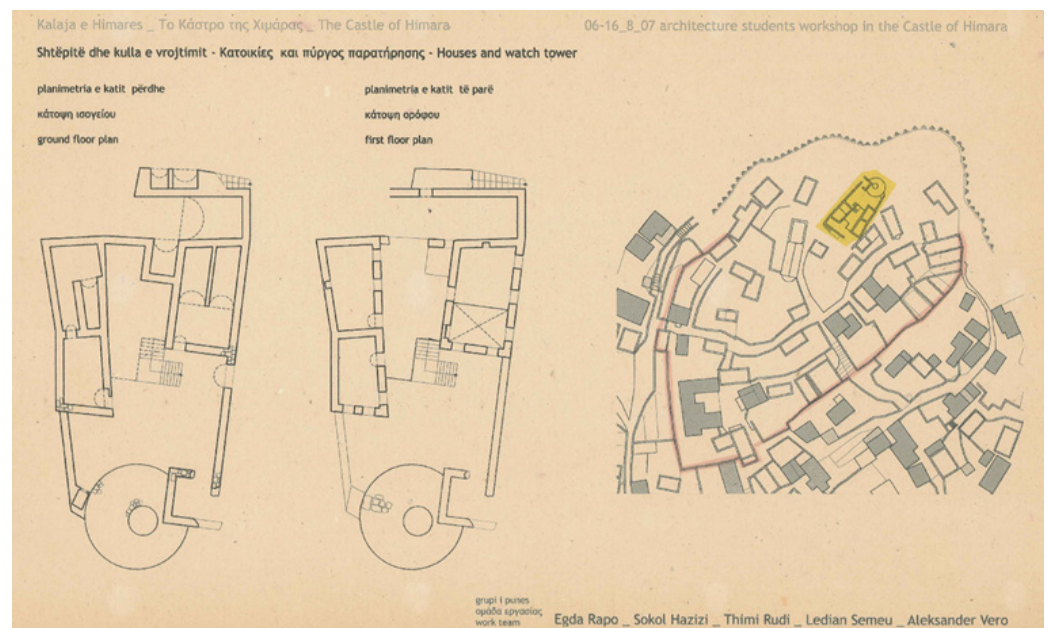 Kalaja e Himares _ Το Κάστρο της Χιμάρας _ The Castle of Himara
06-16_8_07 architecture students workshop in the Castle of Himara
Shtëpitë dhe kulla e vrojtimit - Κατοικίες και πύργος παρατήρησης - Houses and watch tower
planimetria e katit përdhe
κάτοψη ισογείου
ground floor plan
planimetria e katit të parë
κάτοψη ορόφου
first floor plan
grupi i punes
ομάδα εργασίας
work team
Egda Rapo _ Sokol Hazizi _ Thimi Rudi _ Ledian Semeu _ Aleksander Vero